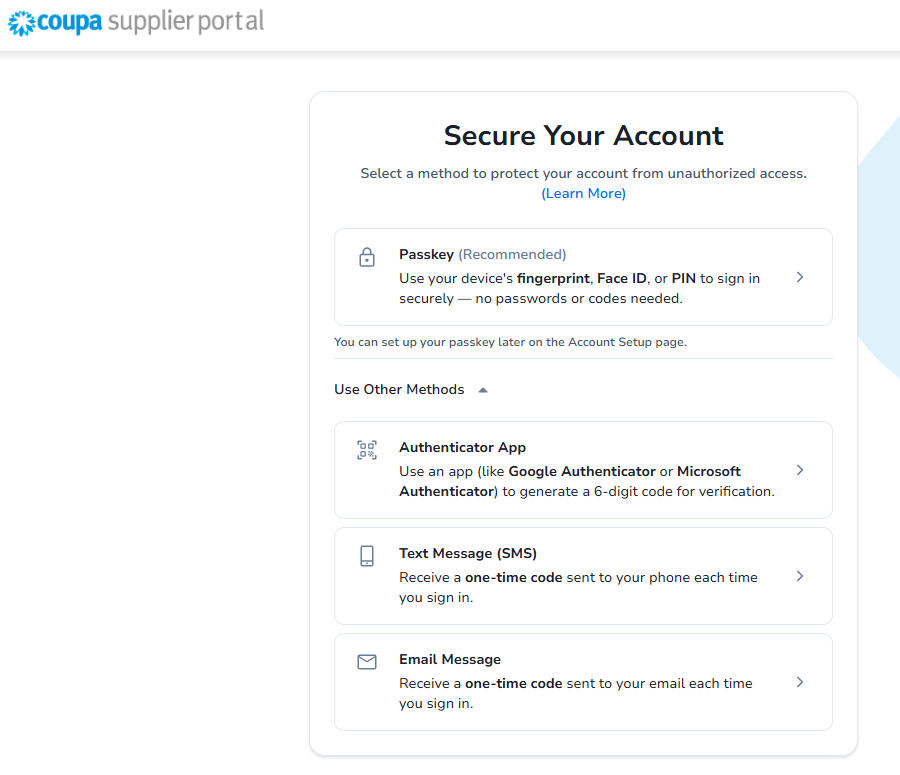 coupa supplier portal
Secure Your Account
Select a method to protect your account from unauthorized access.
(Learn More)
Passkey (Recommended)
Use your device's fingerprint, Face ID, or PIN to sign in
securely — no passwords or codes needed.
You can set up your passkey later on the Account Setup page.
Use Other Methods
Authenticator App
Use an app (like Google Authenticator or Microsoft
Authenticator) to generate a 6-digit code for verification.
Text Message (SMS)
Receive a one-time code sent to your phone each time
you sign in.
Email Message
Receive a one-time code sent to your email each time
you sign in.